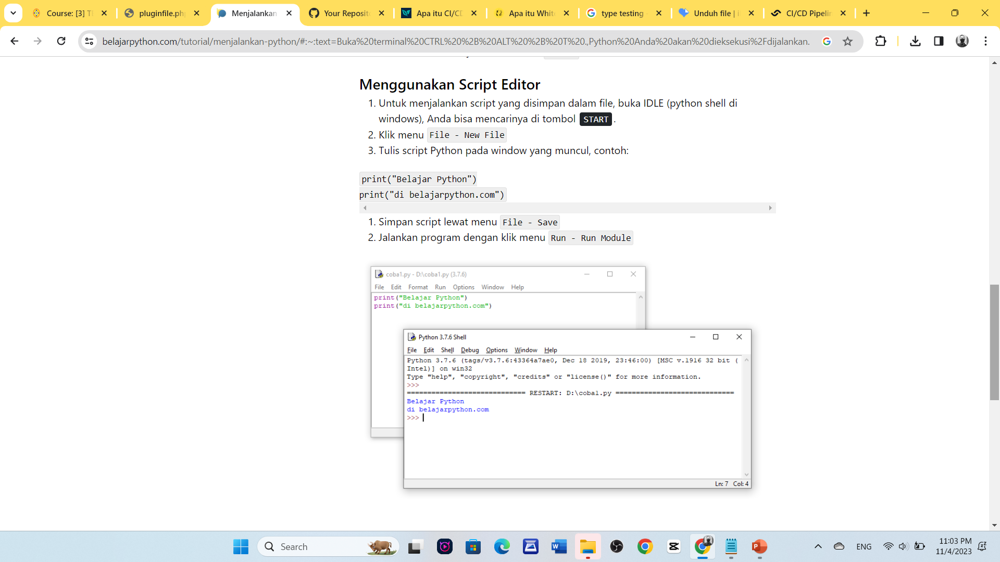 Course: [3] T
pluginfile.ph
Menjalankan
Your Reposit
Apa itu CI/CD
Apa itu Whit
type testing
Unduh file | i
CI/CD Pipelin
belajarpython.com/tutorial/menjalankan-python/#:~:text=Buka%20terminal%20CTRL%20%2B%20ALT%20%2B%20T%20.,Python%20Anda%20akan%20dieksekusi%2Fdijalankan.
Menggunakan Script Editor
1. Untuk menjalankan script yang disimpan dalam file, buka IDLE (python shell di
windows), Anda bisa mencarinya di tombol START.
2. Klik menu File - New File
3. Tulis script Python pada window yang muncul, contoh:
print("Belajar Python")
print("di belajarpython.com")
1. Simpan script lewat menu File - Save
2. Jalankan program dengan klik menu Run - Run Module
coba1.py - D:\coba1.py (3.7.6)
File Edit Format Run Options Window Help
print("Belajar Python")
print("di belajarpython.com")
Python 3.7.6 Shell
File Edit Shell Debug Options Window Help
Python 3.7.6 (tags/v3.7.6:43364a7ae0, Dec 18 2019, 23:46:00) [MSC v.1916 32 bit (
Intel)] on win32
Type "help", "copyright", "credits" or "license()" for more information.
>>>
============================= RESTART: D:\coba1.py =============================
Belajar Python
di belajarpython.com
>>>
Ln: 7 Col: 4
Search
ENG
11:03 PM
11/4/2023